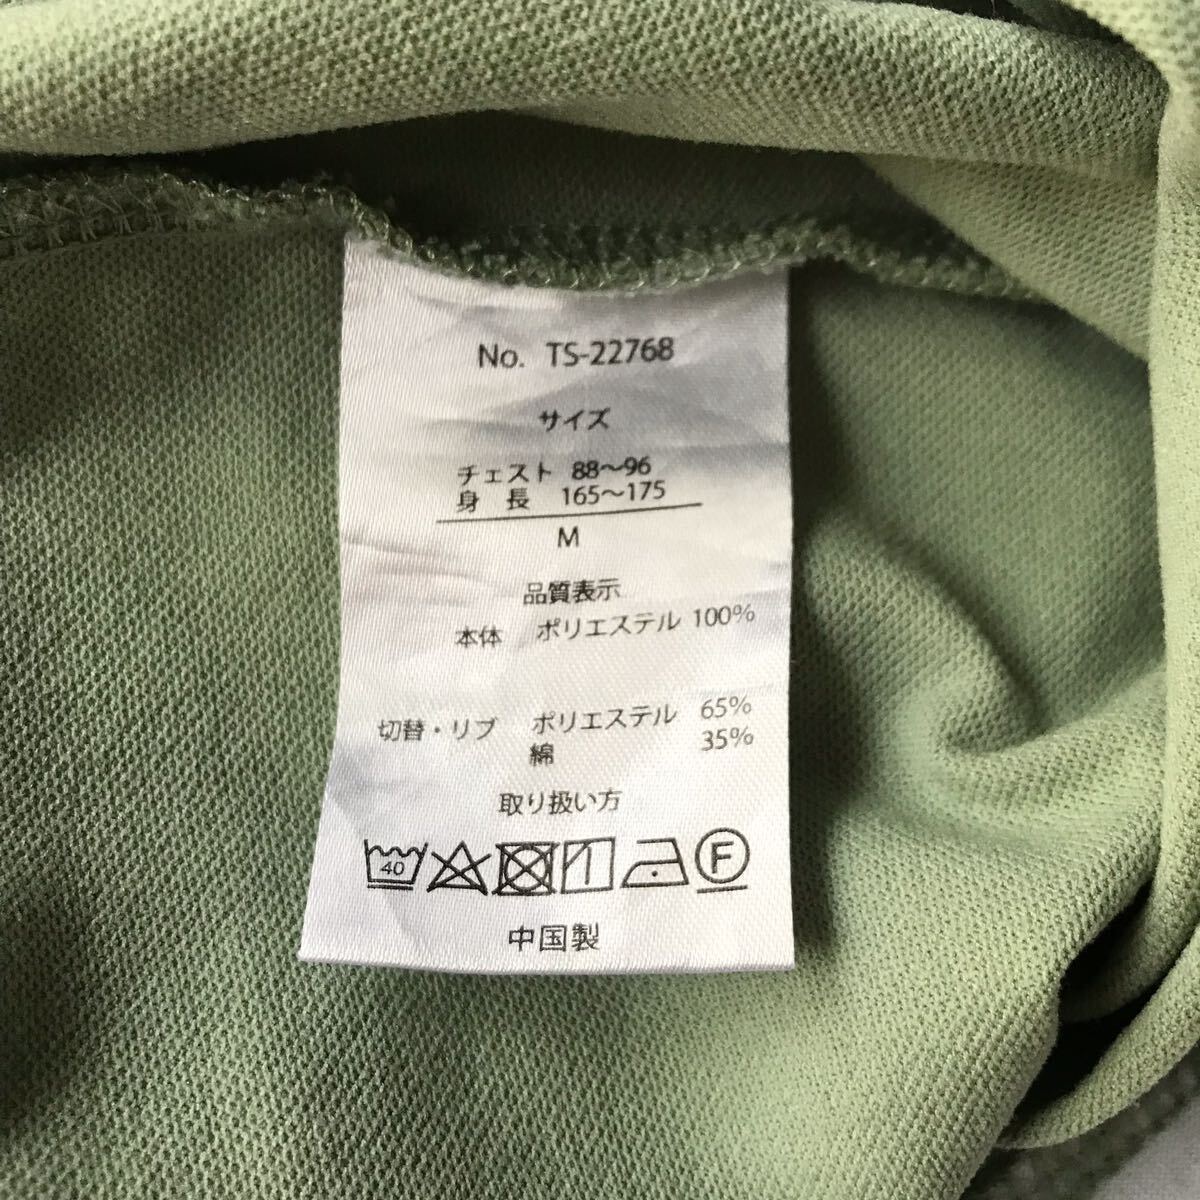 No. TS-22768
サイズ
チェスト 88～96
身 長 165～175
M
品質表示
本体 ポリエステル 100%
切替・リブ ポリエステル 65%
綿 35%
取り扱い方
40 F
中国製